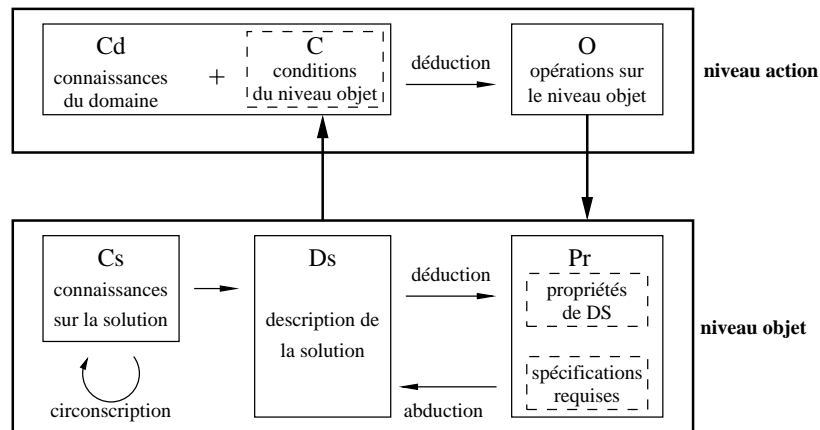 Cd
connaissances
du domaine
+
C
conditions
du niveau objet
déduction
O
opérations sur
le niveau objet
niveau action
Cs
connaissances
sur la solution
circonscription
Ds
description de
la solution
déduction
abduction
Pr
propriétés
de DS
spécifications
requises
niveau objet